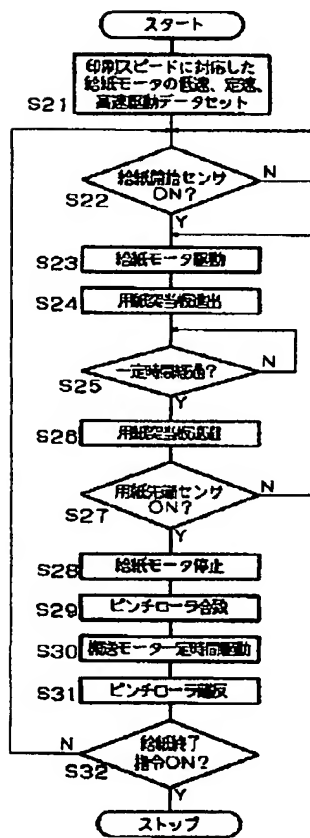 スタート
印刷スピードに対応した
給紙モータの低速、定速、
高速駆動データセット
S21
給紙開始センサ
ON?
N
S22
Y
S23
給紙モータ駆動
S24
用紙突当板進出
一定時間経過?
N
S25
Y
S26
用紙突当板退避
用紙先端センサ
ON?
N
S27
Y
S28
給紙モータ停止
S29
ピンチローラ合致
S30
搬送モータ一定時間駆動
S31
ピンチローラ離反
N
給紙終了
指令ON?
S32
Y
ストップ